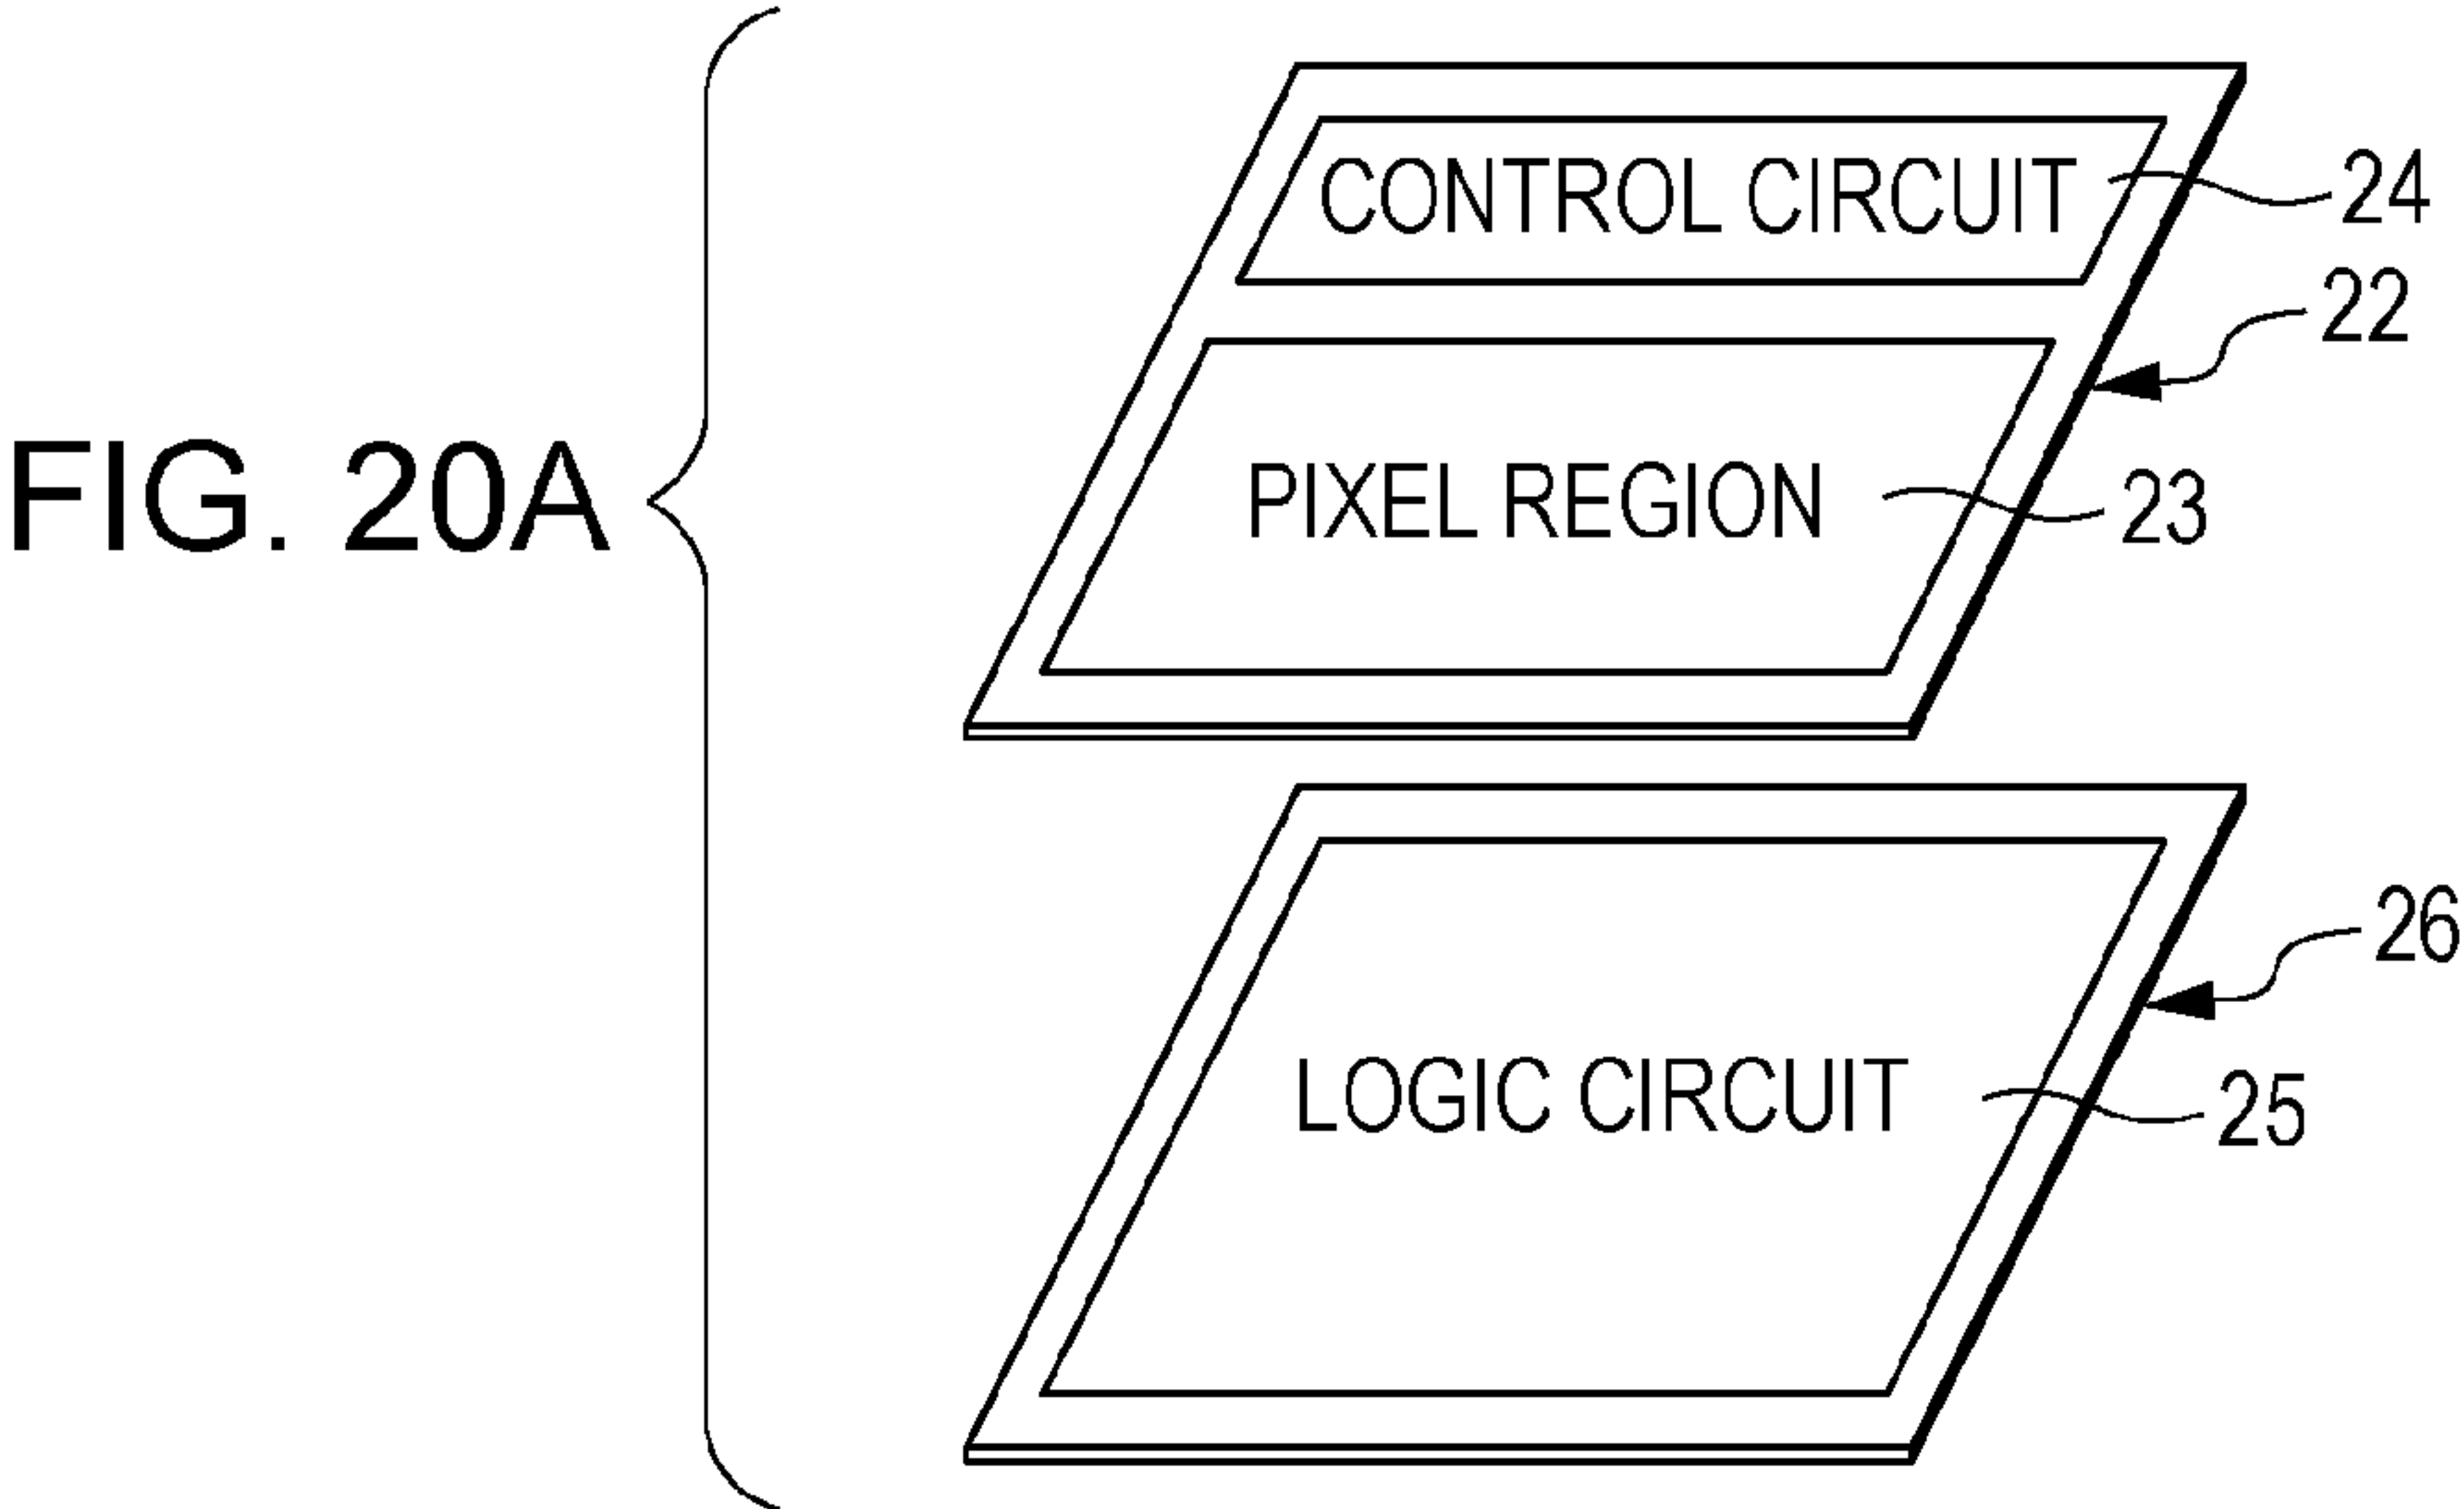 FIG. 20A
CONTROL CIRCUIT
24
22
PIXEL REGION
23
26
LOGIC CIRCUIT
25